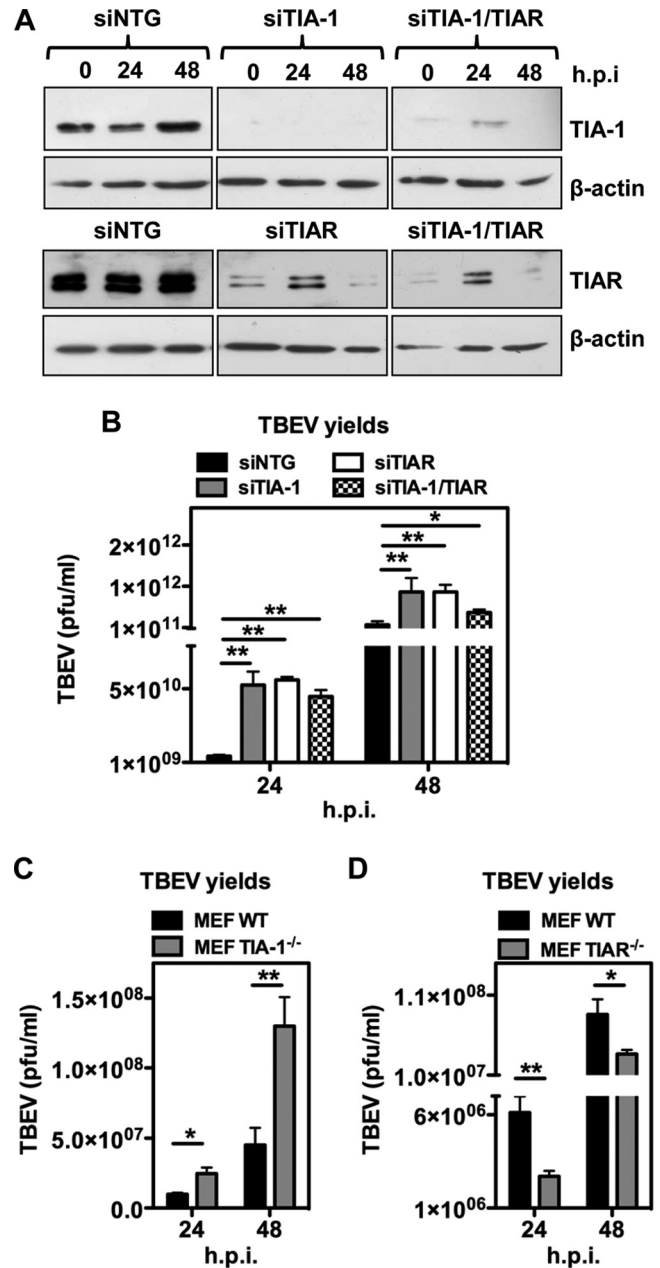 A
siNTG siTIA-1 siTIA-1/TIAR
0 24 48 0 24 48 0 24 48 h.p.i
TIA-1
β-actin
siNTG siTIAR siTIA-1/TIAR
TIAR
β-actin
B
TBEV yields
siNTG siTIAR
siTIA-1 siTIA-1/TIAR
TBEV (pfu/ml)
2×10¹²
1×10¹²
1×10¹¹
5×10¹⁰
1×10⁰⁹
** ** **
** ** *
24 48
h.p.i.
C
TBEV yields
MEF WT
MEF TIA-1⁻/⁻
TBEV (pfu/ml)
1.5×10⁰⁸
1.0×10⁰⁸
5.0×10⁰⁷
0.0
* **
24 48
h.p.i.
D
TBEV yields
MEF WT
MEF TIAR⁻/⁻
TBEV (pfu/ml)
1.1×10⁰⁸
1.0×10⁰⁷
6×10⁰⁶
1×10⁰⁶
** *
24 48
h.p.i.